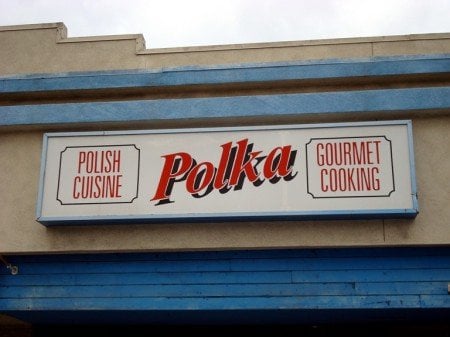 POLISH
CUISINE
Polka
GOURMET
COOKING